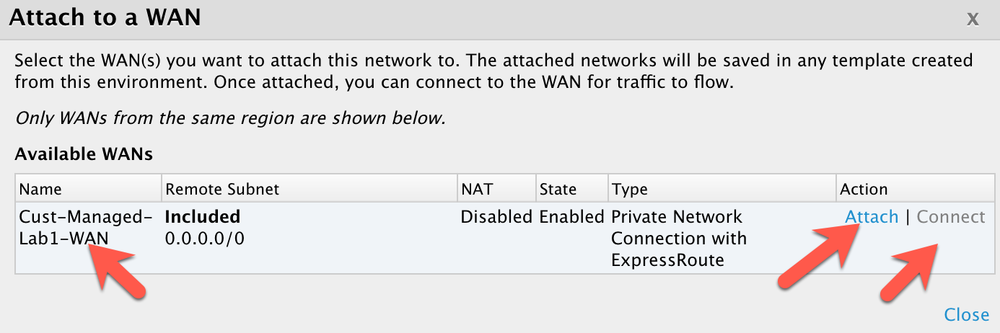 Attach to a WAN
X
Select the WAN(s) you want to attach this network to. The attached networks will be saved in any template created
from this environment. Once attached, you can connect to the WAN for traffic to flow.
Only WANs from the same region are shown below.
Available WANs
Name Remote Subnet NAT State Type Action
Cust-Managed- Included Disabled Enabled Private Network Attach | Connect
Lab1-WAN 0.0.0.0/0 Connection with
ExpressRoute
Close